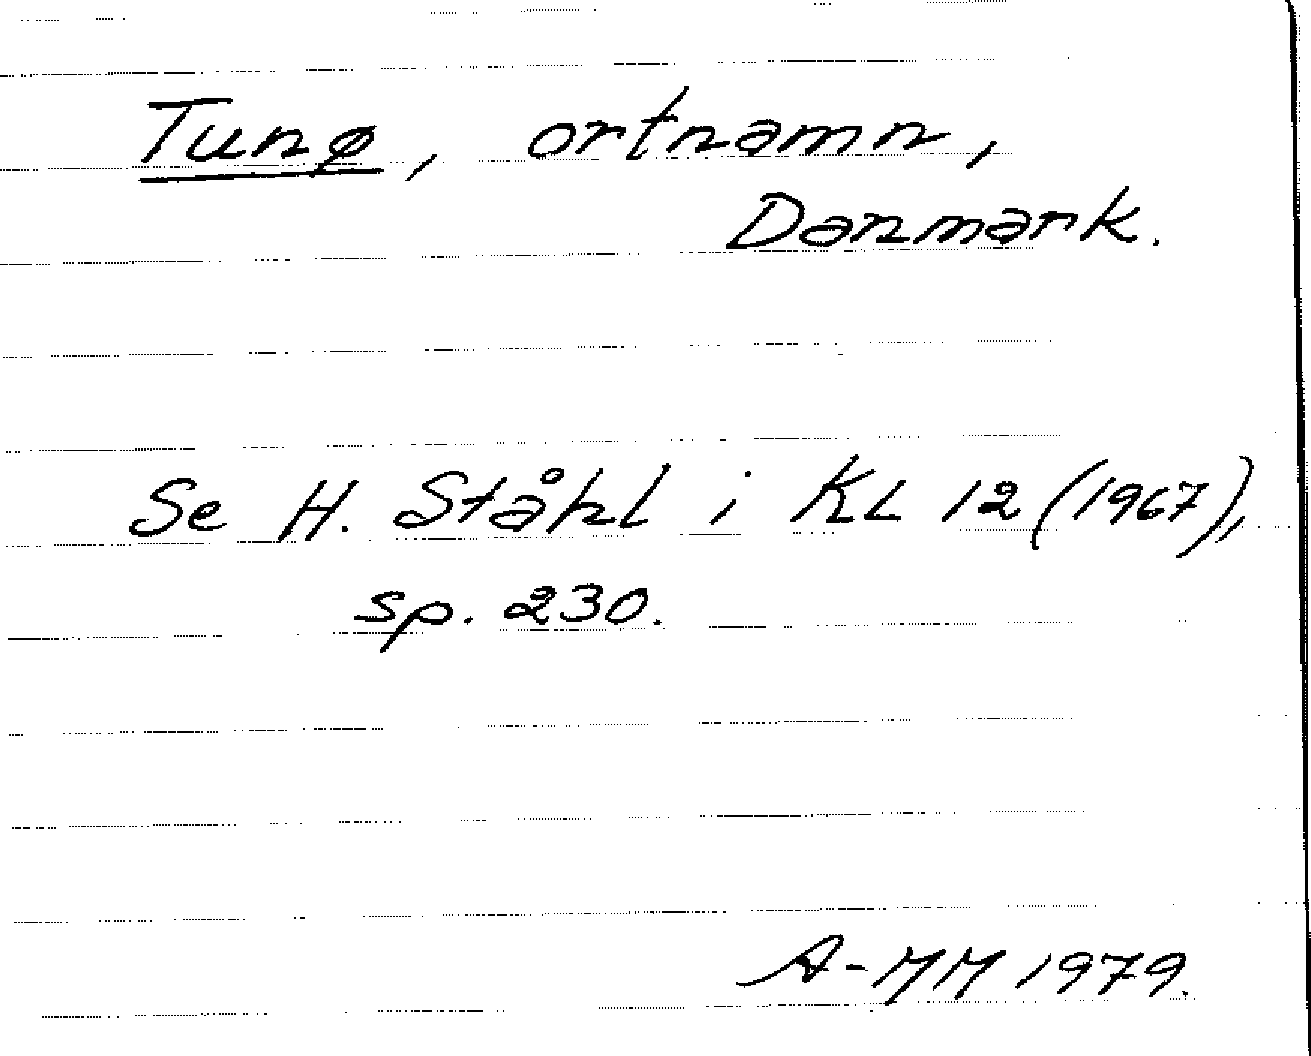 Tunø, ortnamn,
Danmark.
Se H. Ståhl i KL 12 (1967),
sp. 230.
A-MM 1979.